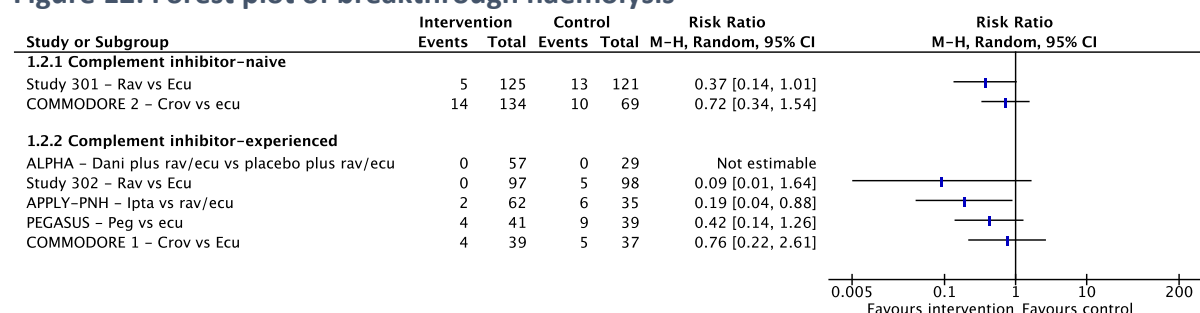 Figure 12: Forest plot of breakthrough haemolysis
Intervention Control Risk Ratio Risk Ratio
Study or Subgroup Events Total Events Total M-H, Random, 95% CI M-H, Random, 95% CI
1.2.1 Complement inhibitor-naive
Study 301 - Rav vs Ecu 5 125 13 121 0.37 [0.14, 1.01]
COMMODORE 2 - Crov vs ecu 14 134 10 69 0.72 [0.34, 1.54]
1.2.2 Complement inhibitor-experienced
ALPHA - Dani plus rav/ecu vs placebo plus rav/ecu 0 57 0 29 Not estimable
Study 302 - Rav vs Ecu 0 97 5 98 0.09 [0.01, 1.64]
APPLY-PNH - Ipta vs rav/ecu 2 62 6 35 0.19 [0.04, 0.88]
PEGASUS - Peg vs ecu 4 41 9 39 0.42 [0.14, 1.26]
COMMODORE 1 - Crov vs Ecu 4 39 5 37 0.76 [0.22, 2.61]
0.005 0.1 1 10 200
Favours intervention Favours control